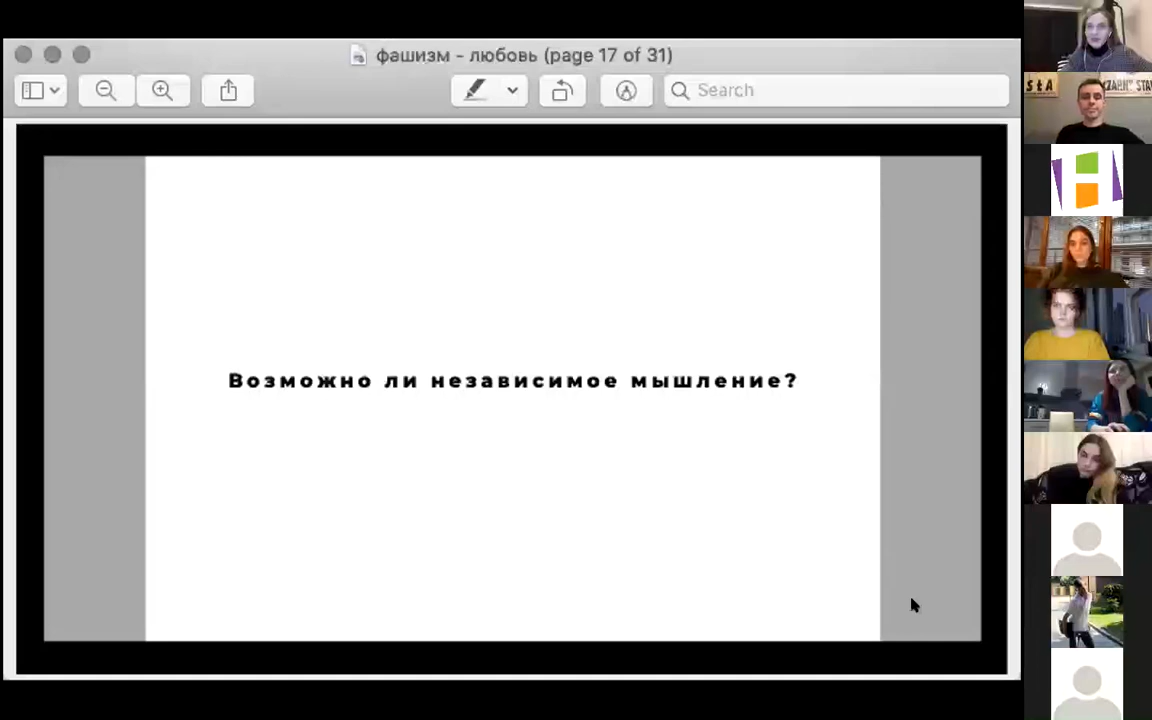 фашизм - любовь (page 17 of 31)
Search
Возможно ли независимое мышление?